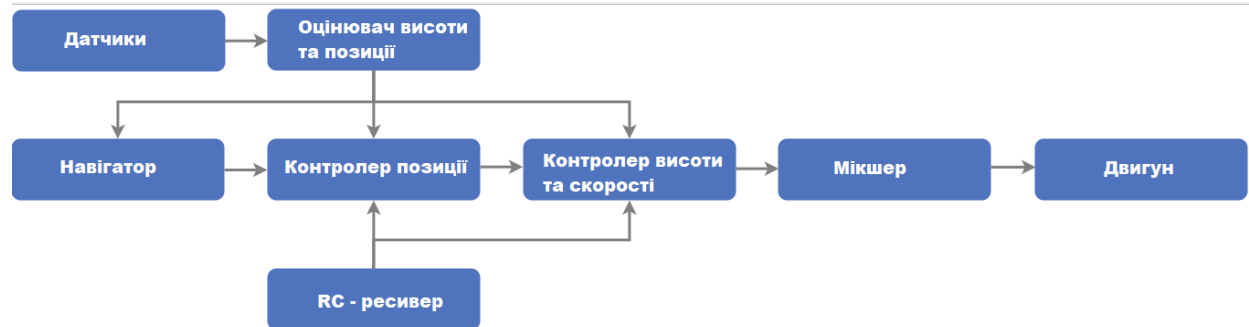 Датчики
Оцінювач висоти
та позиції
Навігатор
Контролер позиції
Контролер висоти
та скорості
Мікшер
Двигун
RC - ресивер